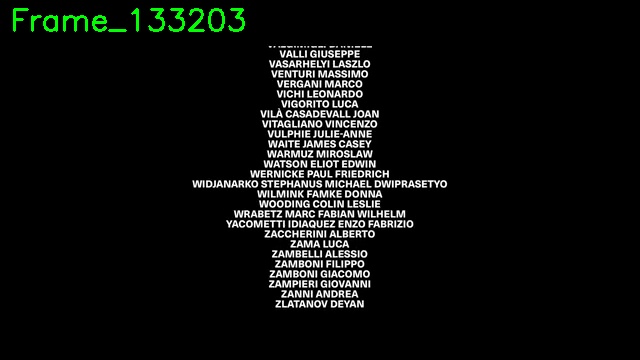 Frame_133203
VALLI GIUSEPPE
VASARHELYI LASZLO
VENTURI MASSIMO
VERGANI MARCO
VICHI LEONARDO
VIGORITO LUCA
VILÀ CASADEVALL JOAN
VITAGLIANO VINCENZO
VULPHIE JULIE-ANNE
WAITE JAMES CASEY
WARMUZ MIROSLAW
WATSON ELIOT EDWIN
WERNICKE PAUL FRIEDRICH
WIDJANARKO STEPHANUS MICHAEL DWIPRASETYO
WILMINK FAMKE DONNA
WOODING COLIN LESLIE
WRABETZ MARC FABIAN WILHELM
YACOMETTI IDIAQUEZ ENZO FABRIZIO
ZACCHERINI ALBERTO
ZAMA LUCA
ZAMBELLI ALESSIO
ZAMBONI FILIPPO
ZAMBONI GIACOMO
ZAMPIERI GIOVANNI
ZANNI ANDREA
ZLATANOV DEYAN